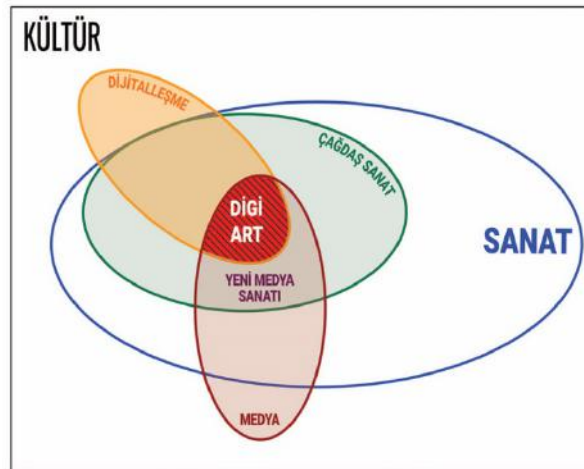 KÜLTÜR
DİJİTALLEŞME
ÇAĞDAŞ SANAT
DİGİ
ART
SANAT
YENİ MEDYA
SANATI
MEDYA